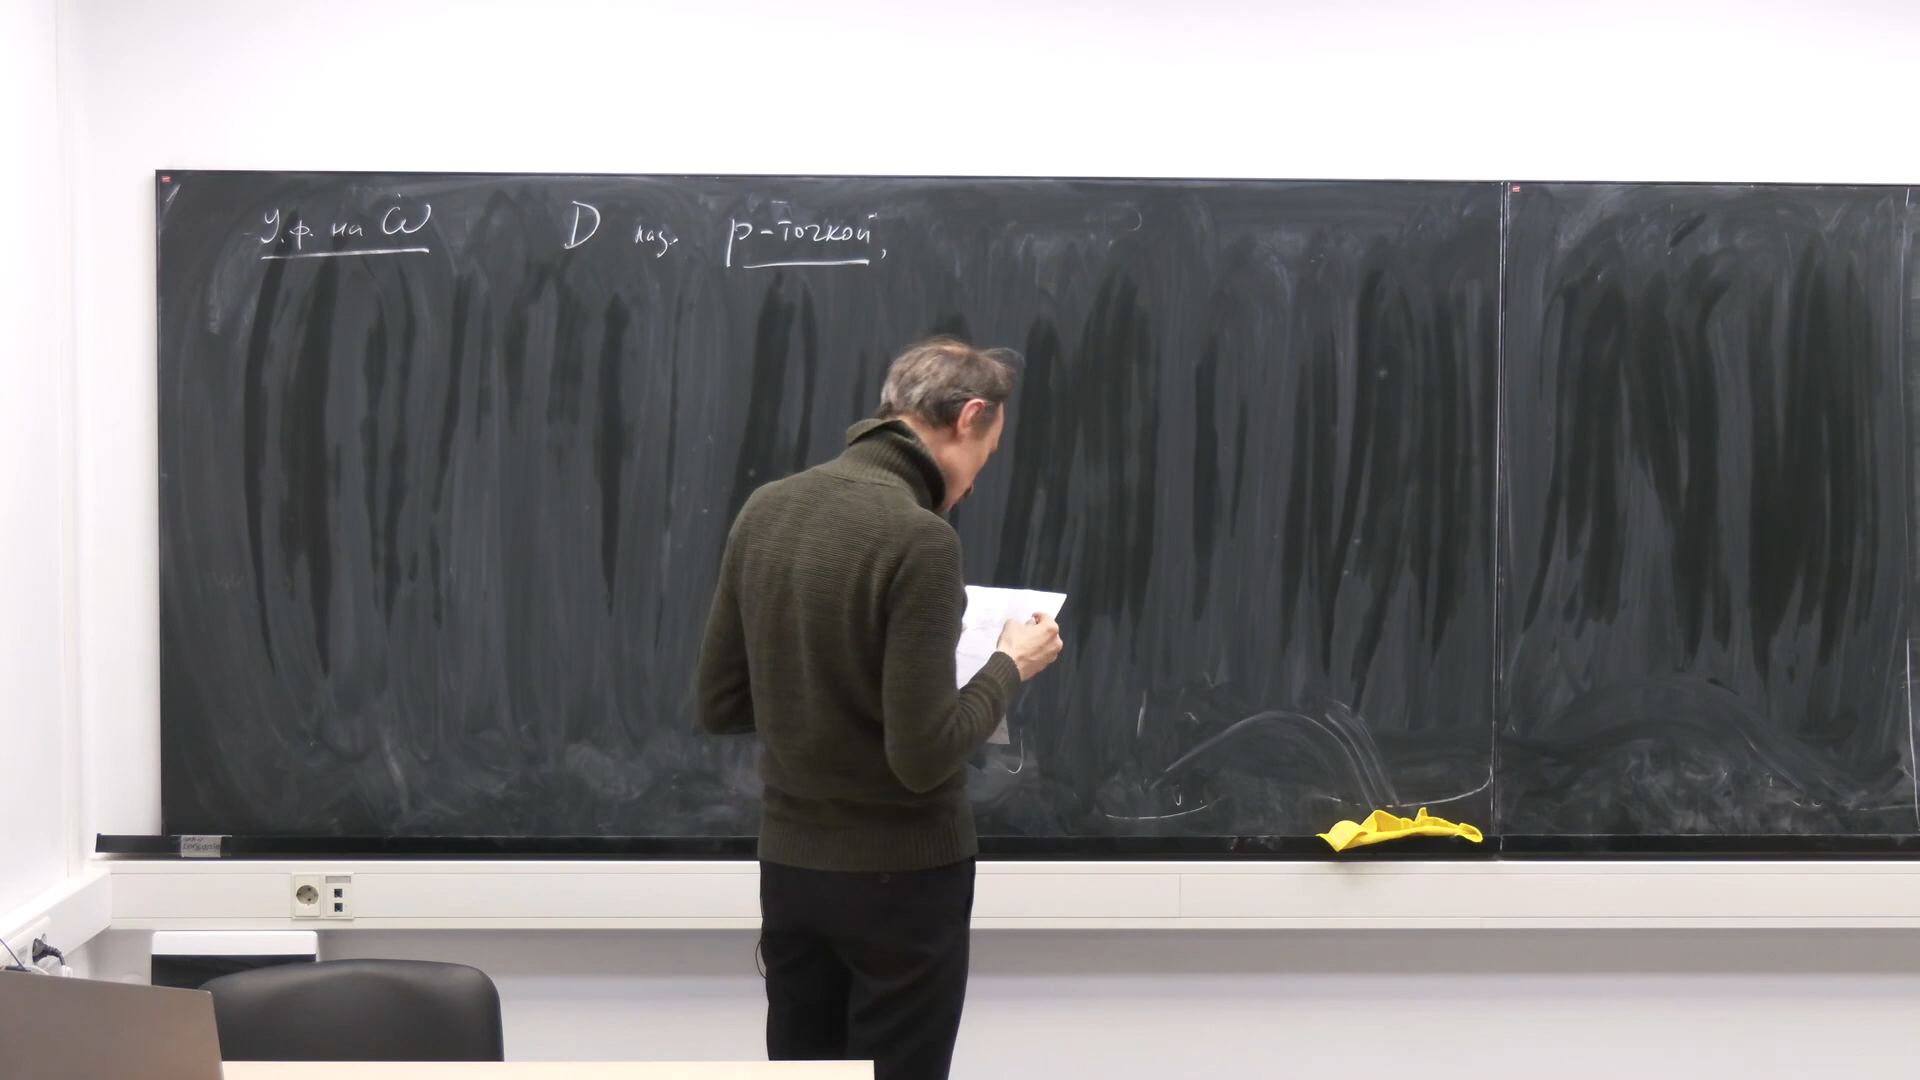 У.ф. на ω D наз. p-точкой,